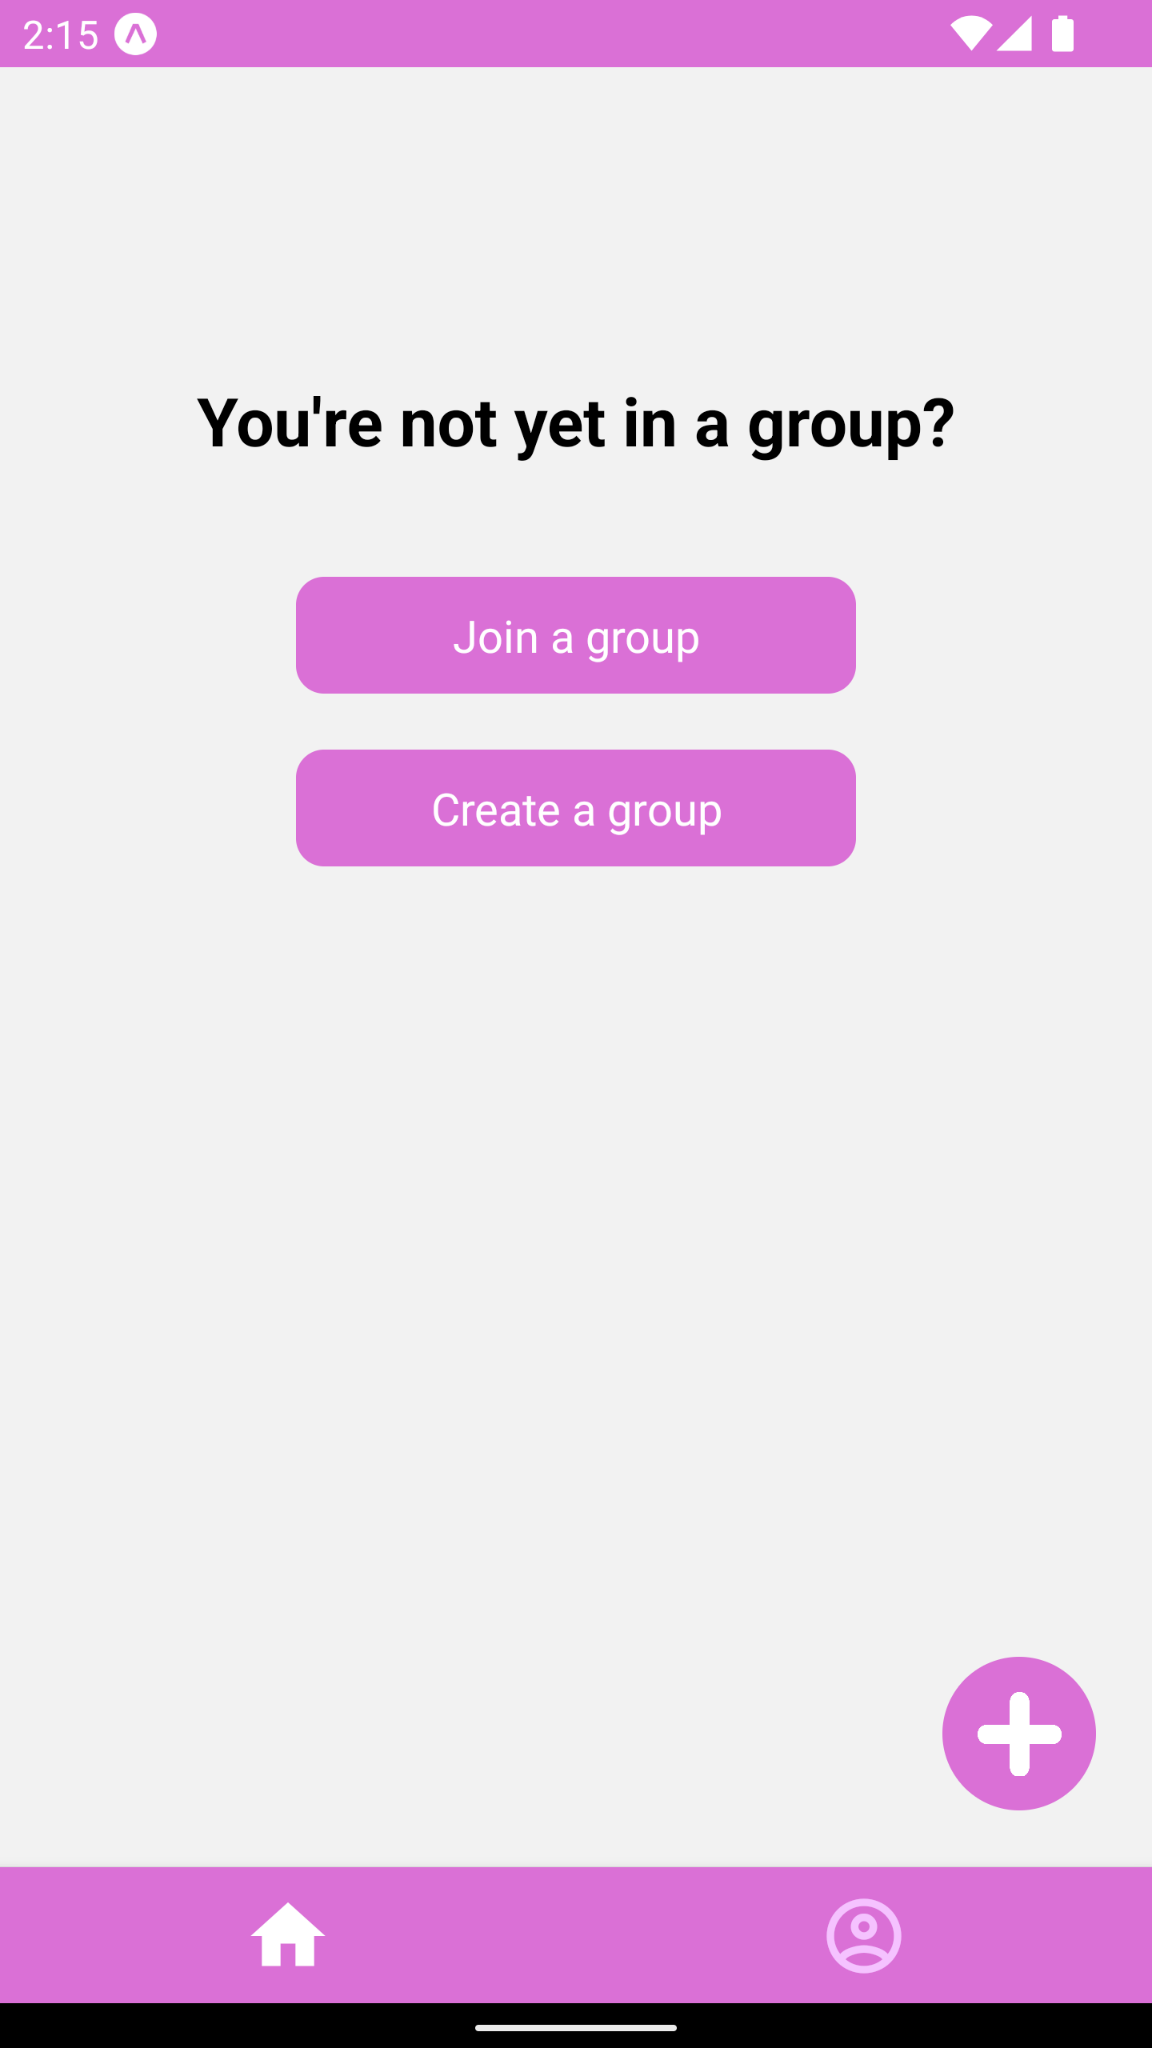 2:15
You're not yet in a group?
Join a group
Create a group